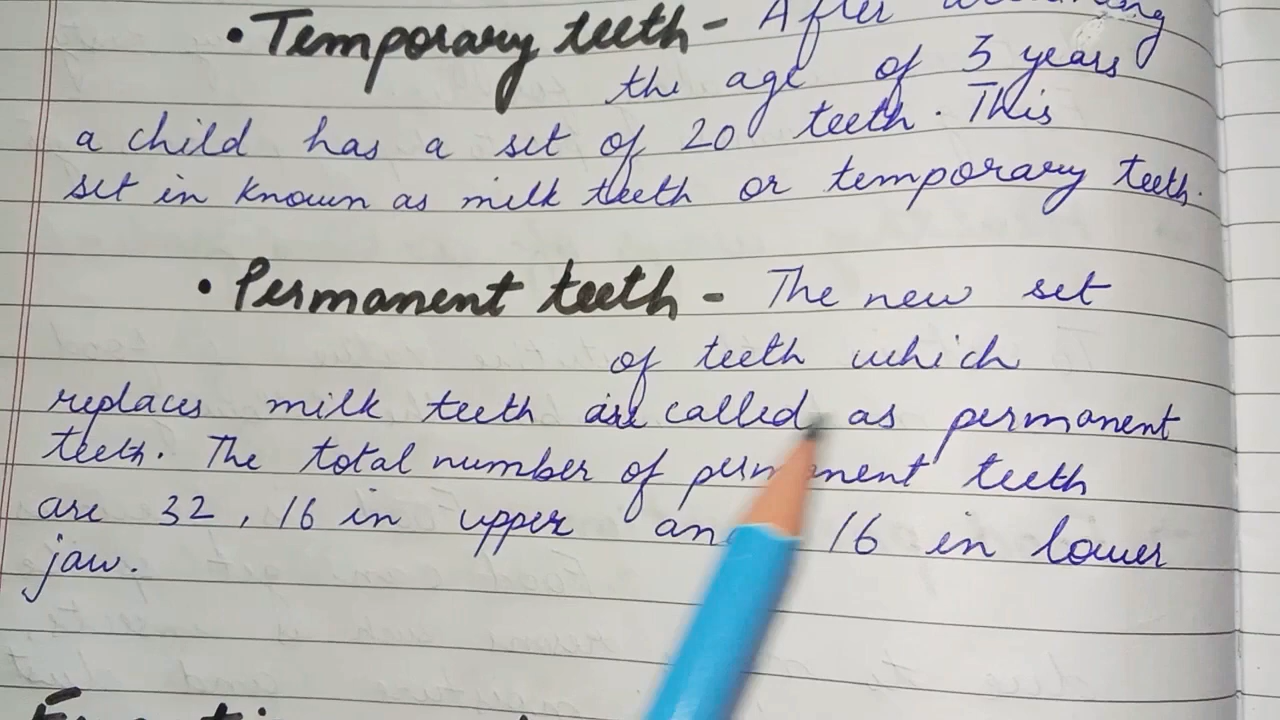 • Temporary teeth - After
the age of 3 years
a child has a set of 20 teeth. This
set in known as milk teeth or temporary teeth.
• Permanent teeth - The new set
of teeth which
replaces milk teeth are called as permanent
teeth. The total number of permanent teeth
are 32, 16 in upper an 16 in lower
jaw.